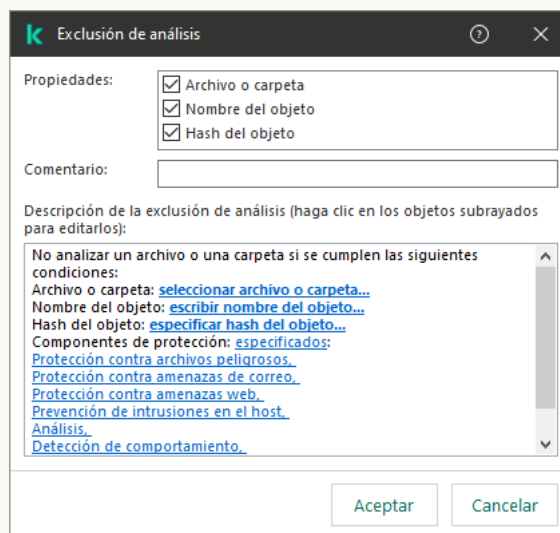 Exclusión de análisis
Propiedades:
Archivo o carpeta
Nombre del objeto
Hash del objeto
Comentario:
Descripción de la exclusión de análisis (haga clic en los objetos subrayados
para editarlos):
No analizar un archivo o una carpeta si se cumplen las siguientes
condiciones:
Archivo o carpeta: seleccionar archivo o carpeta...
Nombre del objeto: escribir nombre del objeto...
Hash del objeto: especificar hash del objeto...
Componentes de protección: especificados:
Protección contra archivos peligrosos,
Protección contra amenazas de correo,
Protección contra amenazas web,
Prevención de intrusiones en el host,
Análisis,
Detección de comportamiento,
Aceptar Cancelar